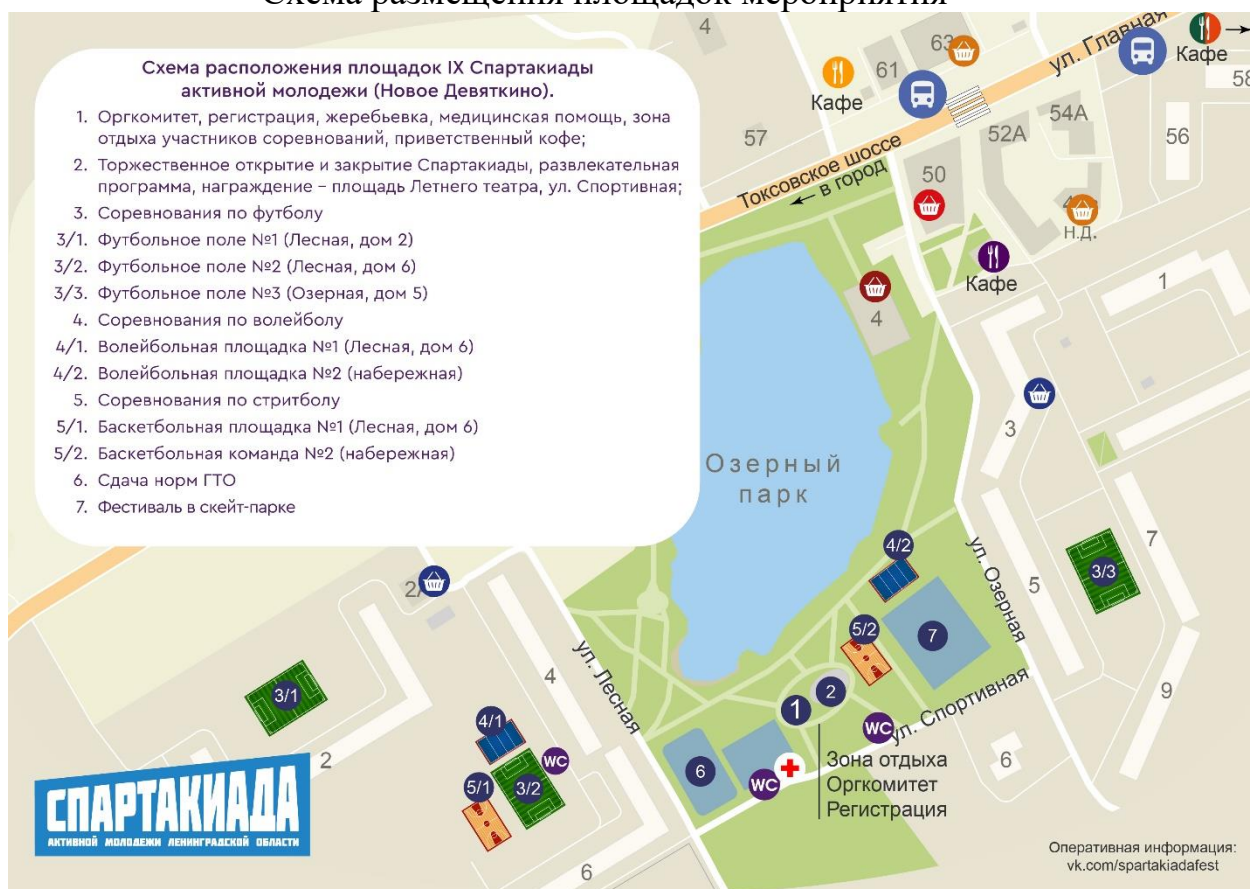 Схема размещения площадок мероприятия
Схема расположения площадок IX Спартакиады
активной молодежи (Новое Девяткино).
1. Оргкомитет, регистрация, жеребьевка, медицинская помощь, зона
отдыха участников соревнований, приветственный кофе;
2. Торжественное открытие и закрытие Спартакиады, развлекательная
программа, награждение – площадь Летнего театра, ул. Спортивная;
3. Соревнования по футболу
3/1. Футбольное поле №1 (Лесная, дом 2)
3/2. Футбольное поле №2 (Лесная, дом 6)
3/3. Футбольное поле №3 (Озерная, дом 5)
4. Соревнования по волейболу
4/1. Волейбольная площадка №1 (Лесная, дом 6)
4/2. Волейбольная площадка №2 (набережная)
5. Соревнования по стритболу
5/1. Баскетбольная площадка №1 (Лесная, дом 6)
5/2. Баскетбольная команда №2 (набережная)
6. Сдача норм ГТО
7. Фестиваль в скейт-парке
4
63
61
Кафе
ул. Главная
Кафе
58
57
54А
52А
56
Токсовское шоссе
← в город
50
н.д.
Кафе
4
1
3
Озерный
парк
4/2
ул. Озерная
7
3/3
5
5/2
7
9
ул. Лесная
4
3/1
2
4/1
WC
3/2
5/1
6
1
2
WC
ул. Спортивная
6
WC
6
Зона отдыха
Оргкомитет
Регистрация
СПАРТАКИАДА
АКТИВНОЙ МОЛОДЕЖИ ЛЕНИНГРАДСКОЙ ОБЛАСТИ
Оперативная информация:
vk.com/spartakiadafest